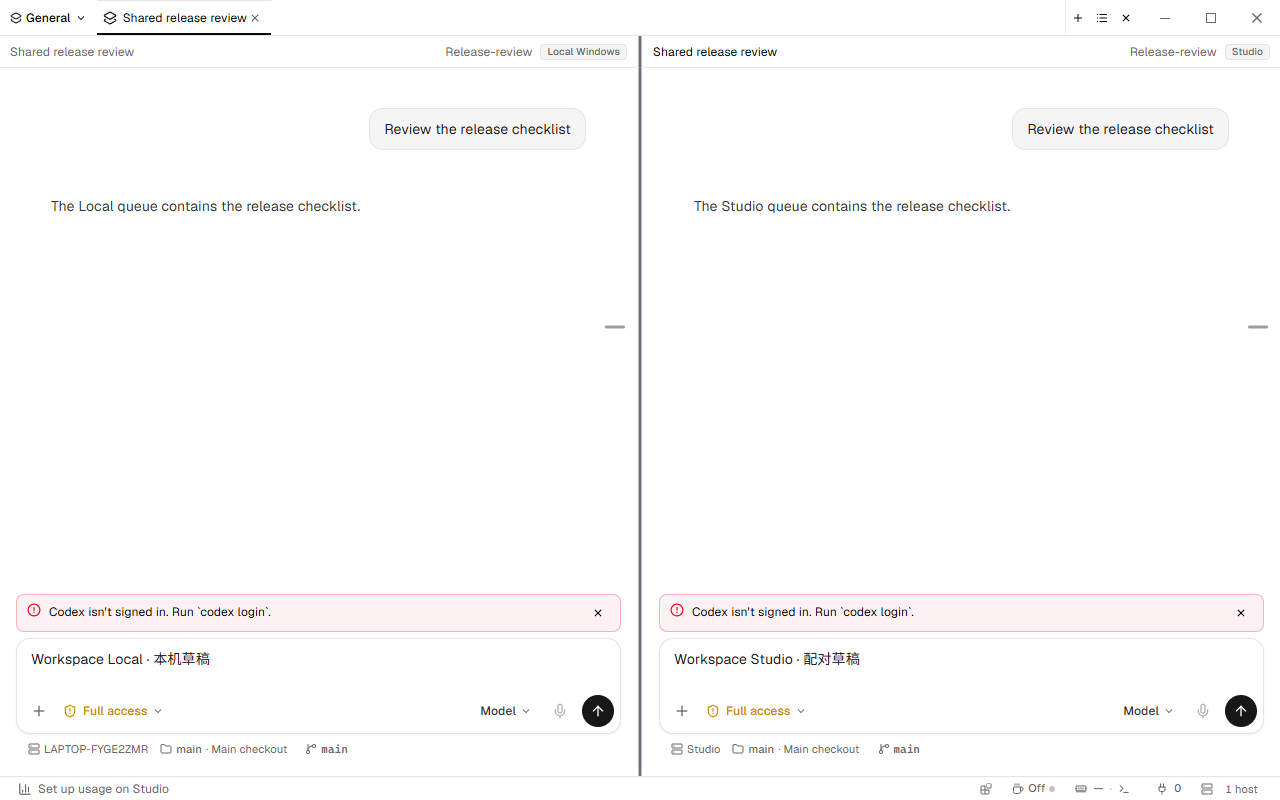 General
Shared release review
Shared release review
Release-review
Local Windows
Review the release checklist
The Local queue contains the release checklist.
Codex isn't signed in. Run `codex login`.
Workspace Local · 本机草稿
Full access
Model
LAPTOP-FYGE2ZMR
main · Main checkout
main
Shared release review
Release-review
Studio
Review the release checklist
The Studio queue contains the release checklist.
Codex isn't signed in. Run `codex login`.
Workspace Studio · 配对草稿
Full access
Model
Studio
main · Main checkout
main
Set up usage on Studio
Off
— ·
0
1 host